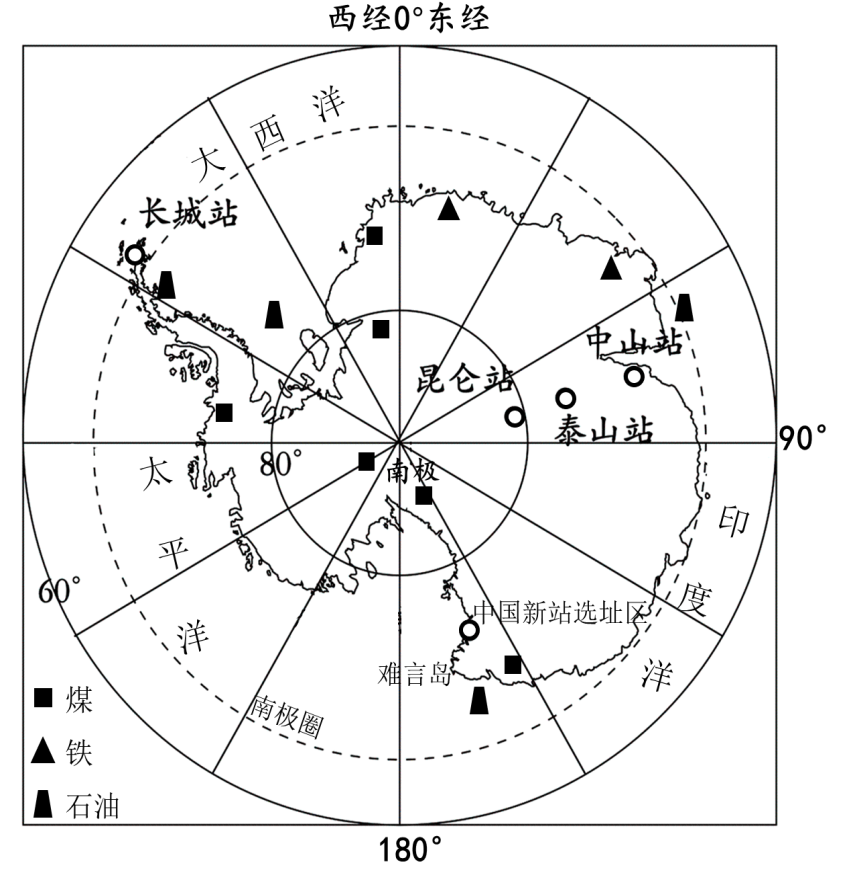 西经0°东经
大西洋
长城站
中山站
昆仑站
泰山站
90°
80°
南极
太平洋
印度洋
60°
中国新站选址区
难言岛
南极圈
煤
铁
石油
180°